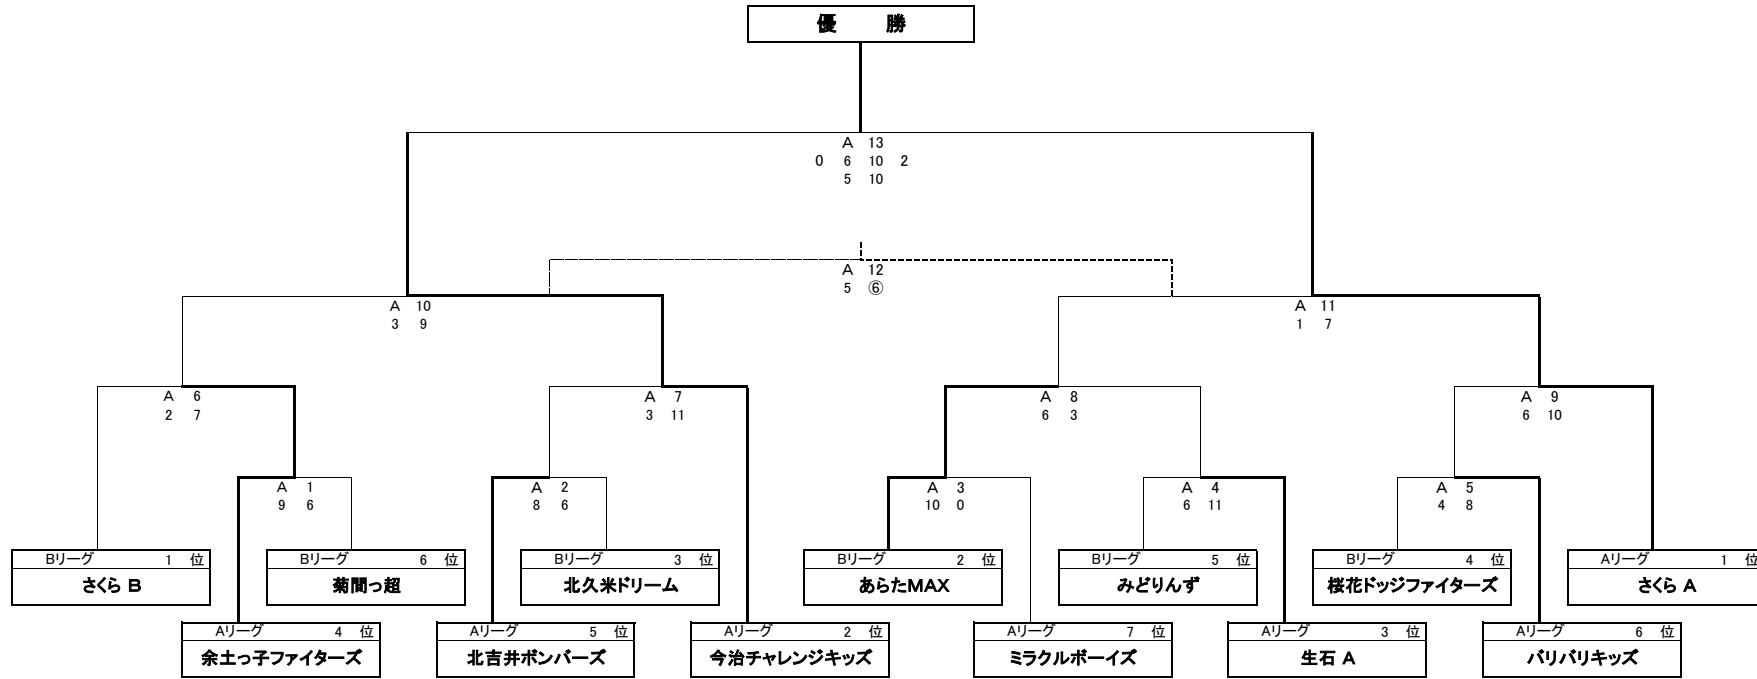 優　　勝
A 13
0 6 10 2
5 10
A 12
5 ⑥
A 10
3 9
A 11
1 7
A 6
2 7
A 7
3 11
A 8
6 3
A 9
6 10
A 1
9 6
A 2
8 6
A 3
10 0
A 4
6 11
A 5
4 8
Bリーグ 1 位
さくら B
Bリーグ 6 位
菊間っ超
Bリーグ 3 位
北久米ドリーム
Bリーグ 2 位
あらたMAX
Bリーグ 5 位
みどりんず
Bリーグ 4 位
桜花ドッジファイターズ
Aリーグ 1 位
さくら A
Aリーグ 4 位
余土っ子ファイターズ
Aリーグ 5 位
北吉井ボンバーズ
Aリーグ 2 位
今治チャレンジキッズ
Aリーグ 7 位
ミラクルボーイズ
Aリーグ 3 位
生石 A
Aリーグ 6 位
バリバリキッズ